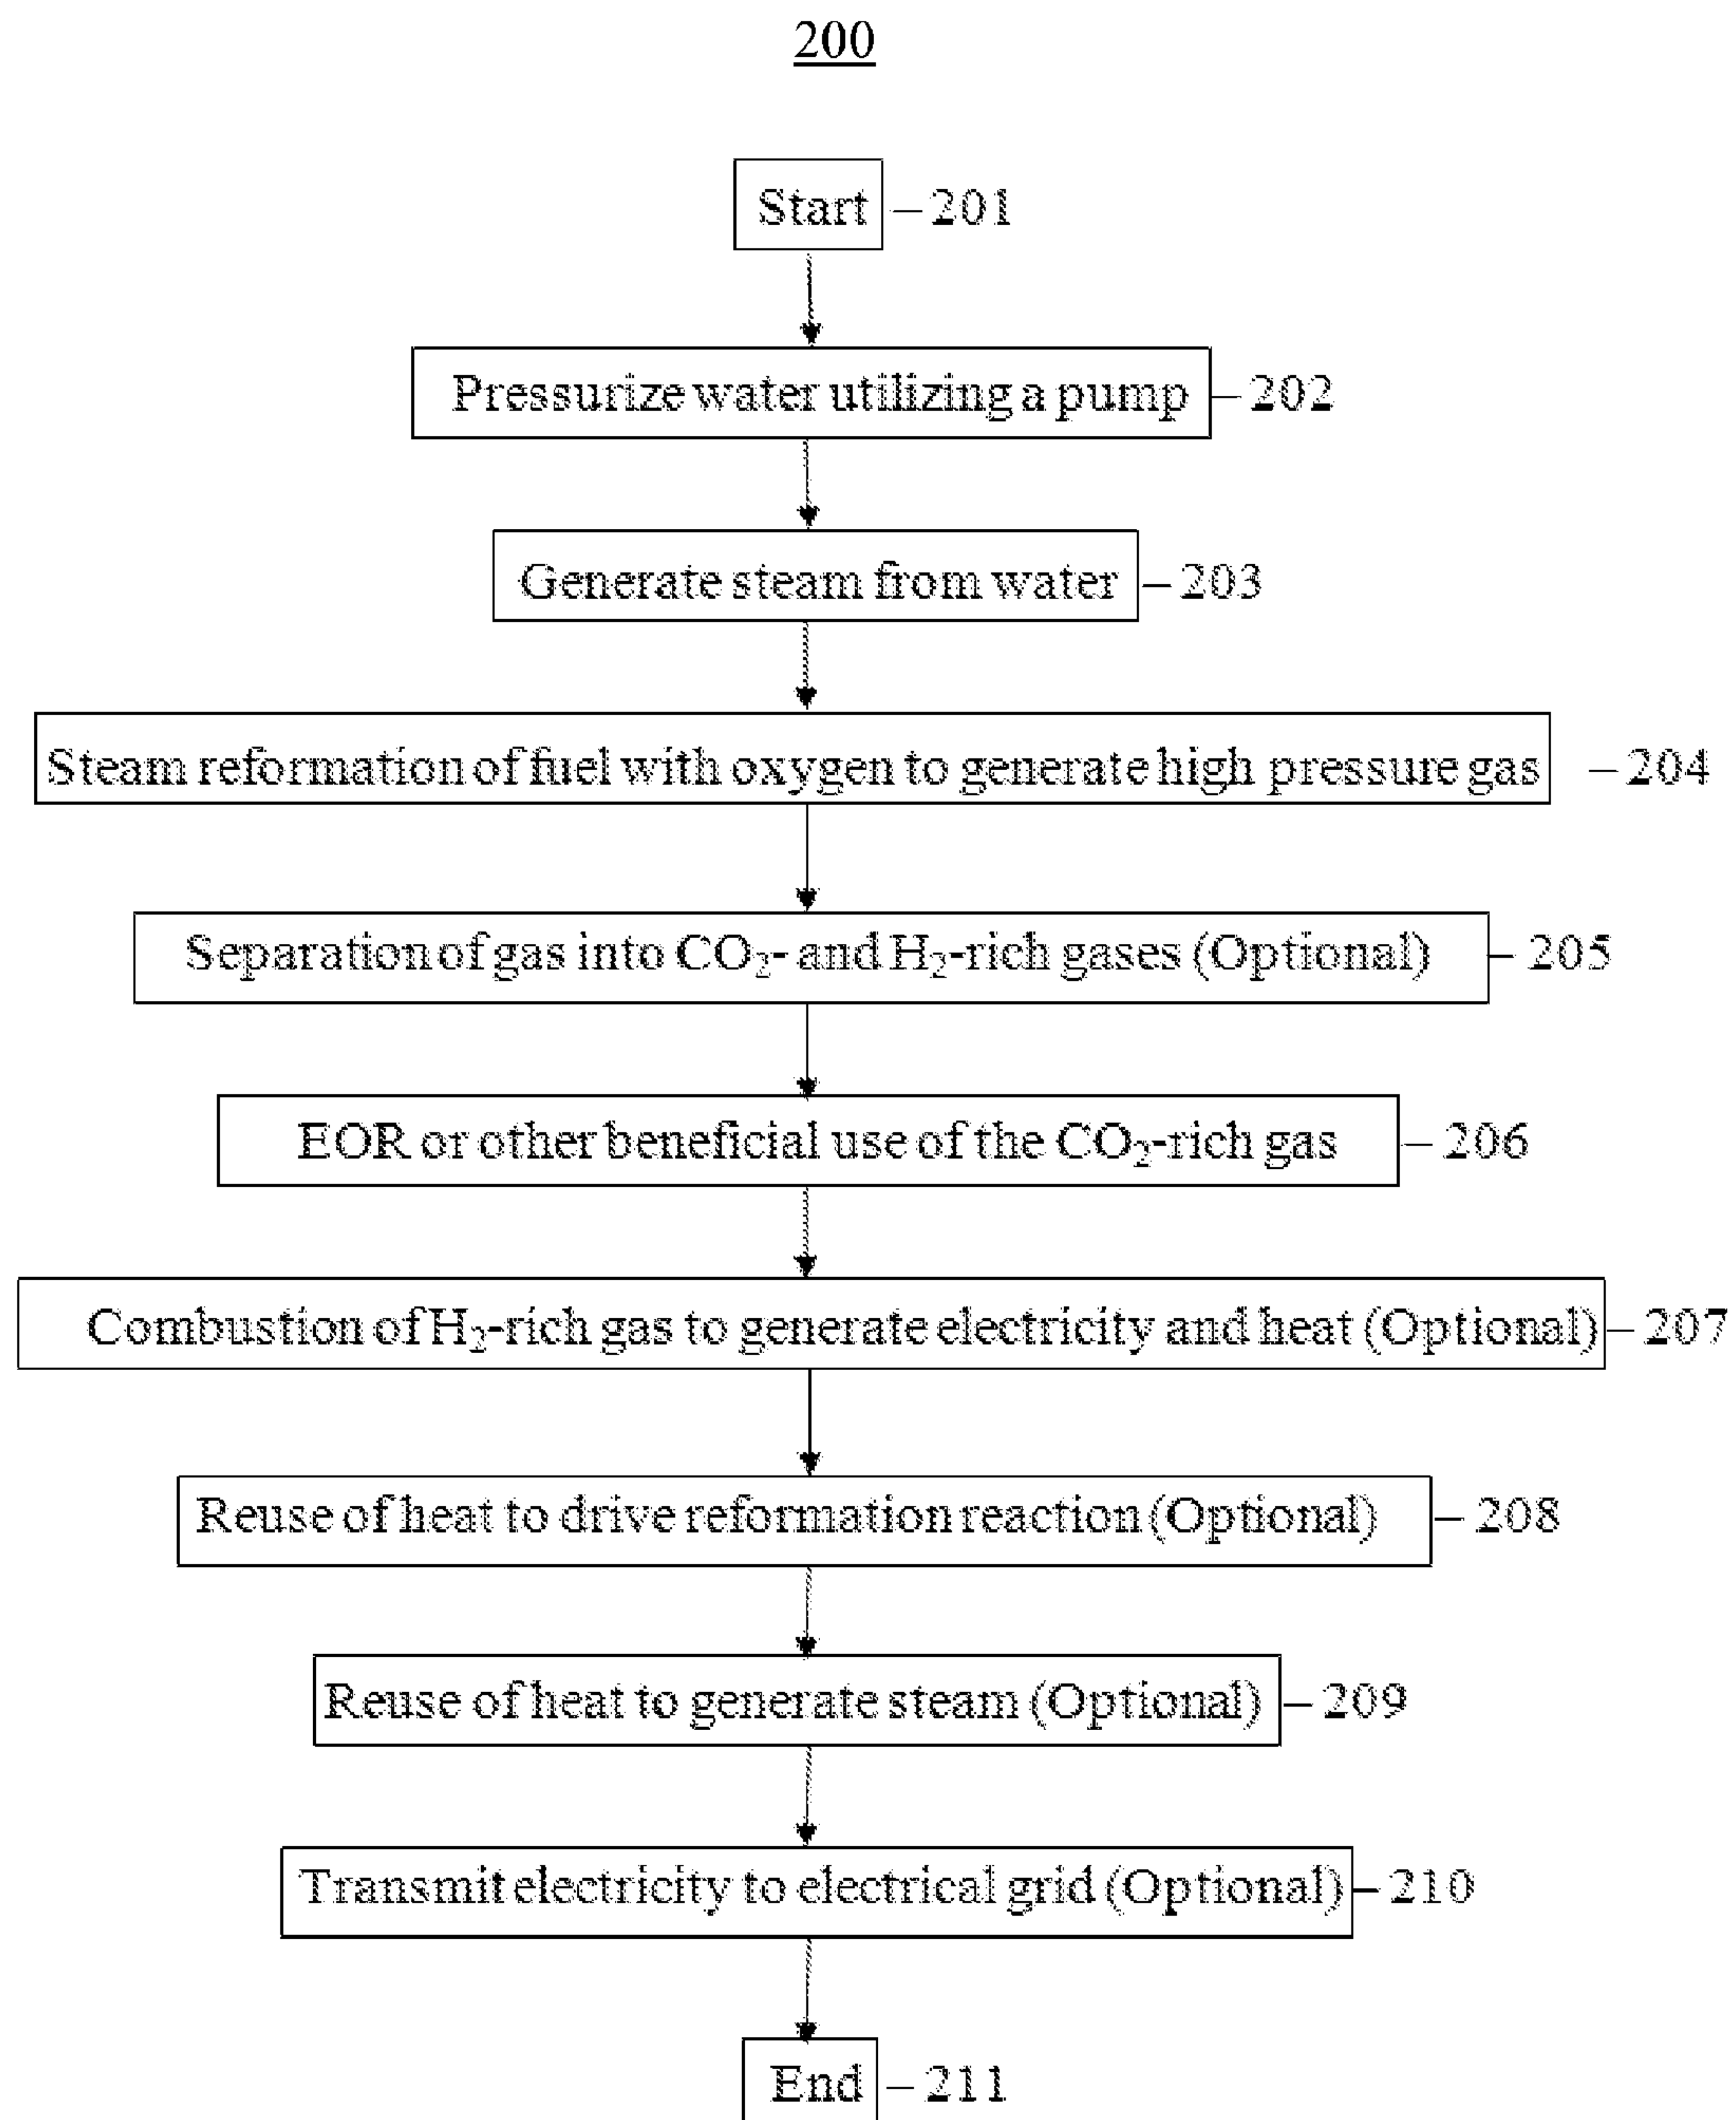 200
Start – 201
Pressurize water utilizing a pump – 202
Generate steam from water – 203
Steam reformation of fuel with oxygen to generate high pressure gas – 204
Separation of gas into CO₂- and H₂-rich gases (Optional) – 205
EOR or other beneficial use of the CO₂-rich gas – 206
Combustion of H₂-rich gas to generate electricity and heat (Optional) – 207
Reuse of heat to drive reformation reaction (Optional) – 208
Reuse of heat to generate steam (Optional) – 209
Transmit electricity to electrical grid (Optional) – 210
End – 211